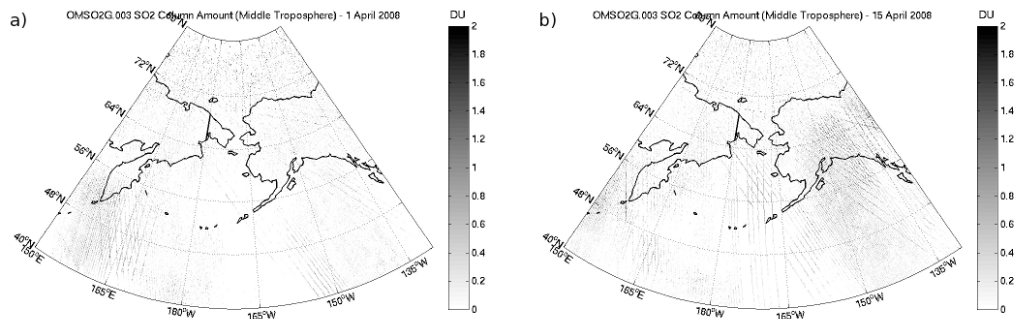 a)
OMSO2G.003 SO2 Column Amount (Middle Troposphere) - 1 April 2008
DU
2
1.8
1.6
1.4
1.2
1
0.8
0.6
0.4
0.2
0
72°N
64°N
56°N
48°N
40°N
150°E
165°E
180°W
165°W
150°W
135°W
b)
OMSO2G.003 SO2 Column Amount (Middle Troposphere) - 15 April 2008
DU
2
1.8
1.6
1.4
1.2
1
0.8
0.6
0.4
0.2
0
72°N
64°N
56°N
48°N
40°N
150°E
165°E
180°W
165°W
150°W
135°W